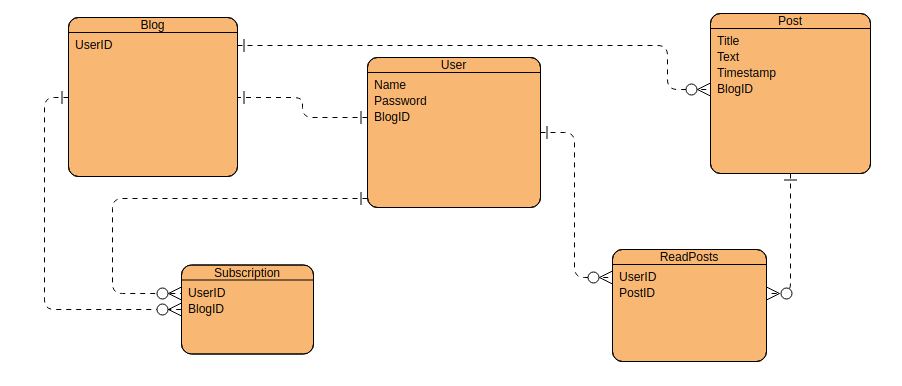 Blog
UserID
User
Name
Password
BlogID
Post
Title
Text
Timestamp
BlogID
Subscription
UserID
BlogID
ReadPosts
UserID
PostID